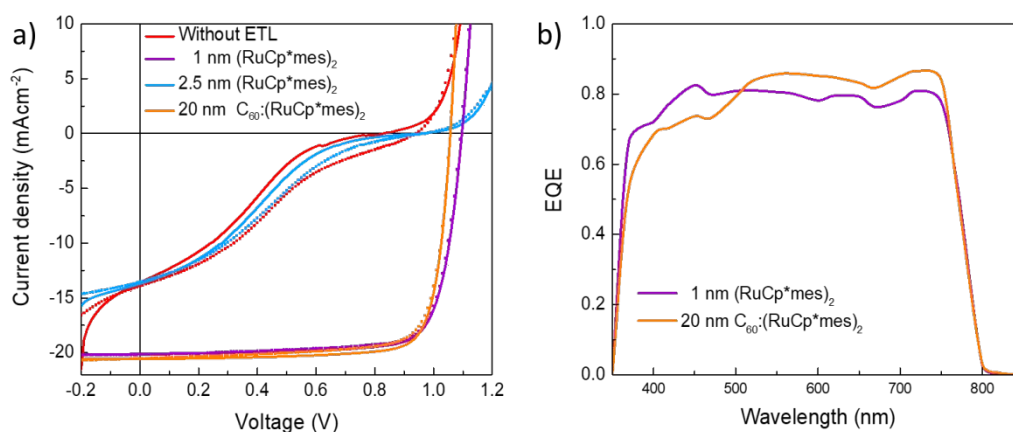 a)
Without ETL
1 nm (RuCp*mes)2
2.5 nm (RuCp*mes)2
20 nm C60:(RuCp*mes)2
10
5
0
-5
-10
-15
-20
Current density (mAcm-2)
-0.2 0.0 0.2 0.4 0.6 0.8 1.0 1.2
Voltage (V)
b)
1.0
0.8
0.6
0.4
0.2
0.0
EQE
1 nm (RuCp*mes)2
20 nm C60:(RuCp*mes)2
400 500 600 700 800
Wavelength (nm)